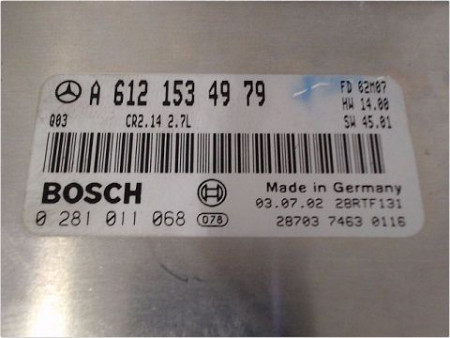 A 612 153 49 79
FD 02M07
HW 14.00
Q03 CR2.14 2.7L SW 45.01
BOSCH
Made in Germany
03.07.02 28RTF131
0 281 011 068 078
28703 7463 0116